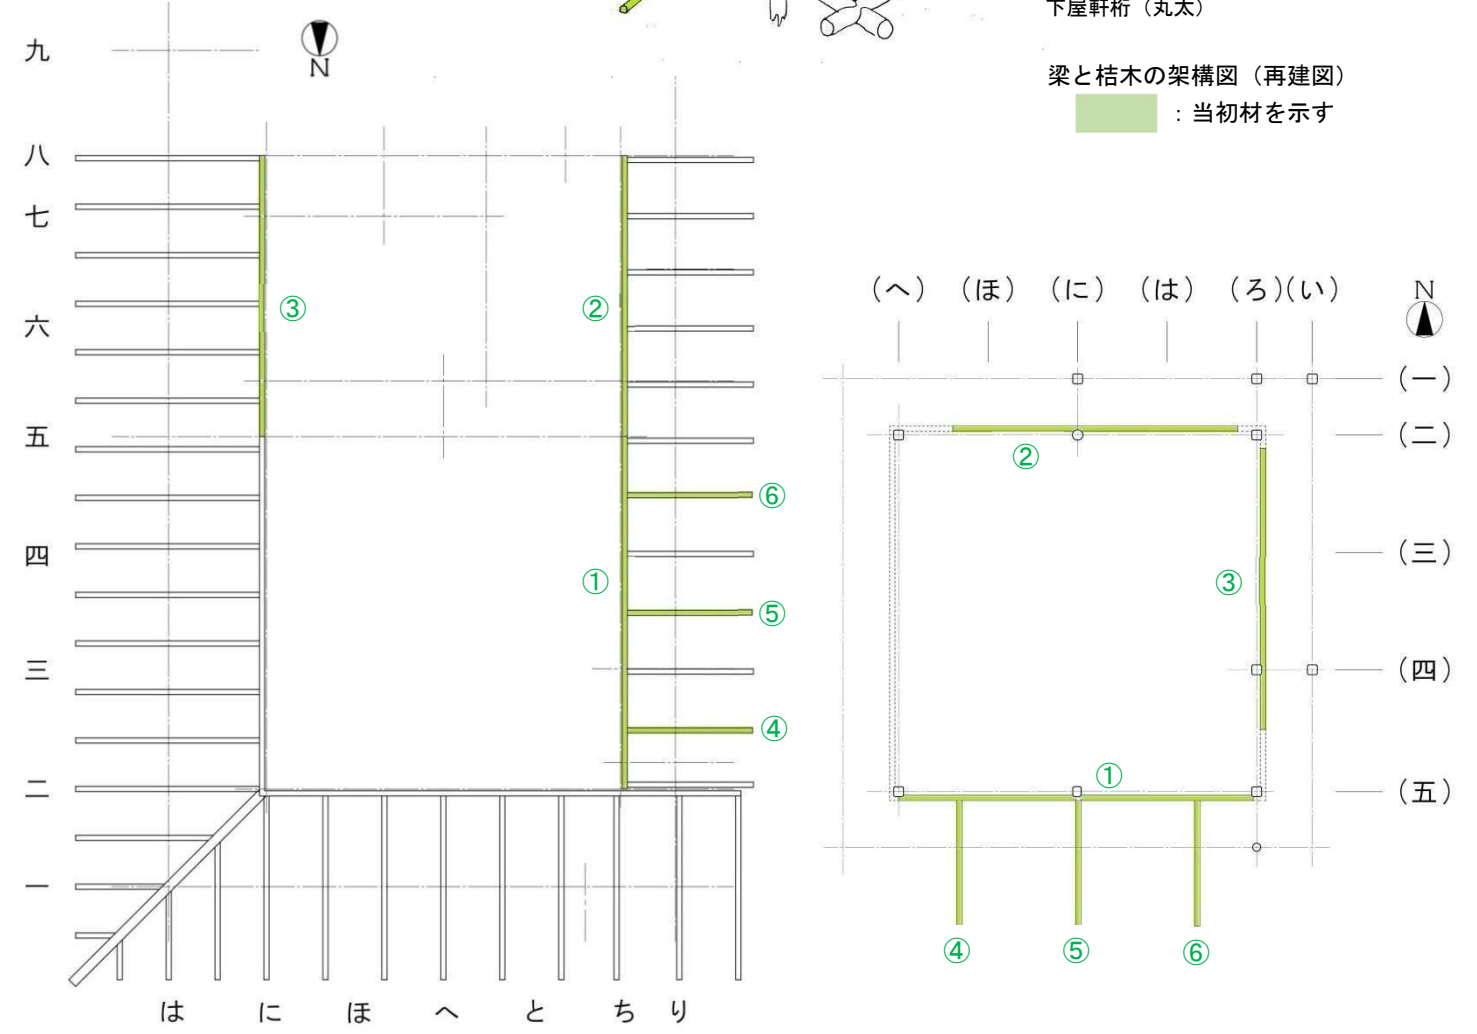 下屋軒桁（丸太）
梁と桔木の架構図（再建図）
：当初材を示す
九
N
八
七
六
五
四
三
二
一
③
②
①
⑥
⑤
④
は に ほ へ と ち り
（へ） （ほ） （に） （は） （ろ）（い）
N
（一）
（二）
（三）
（四）
（五）
②
③
①
④ ⑤ ⑥